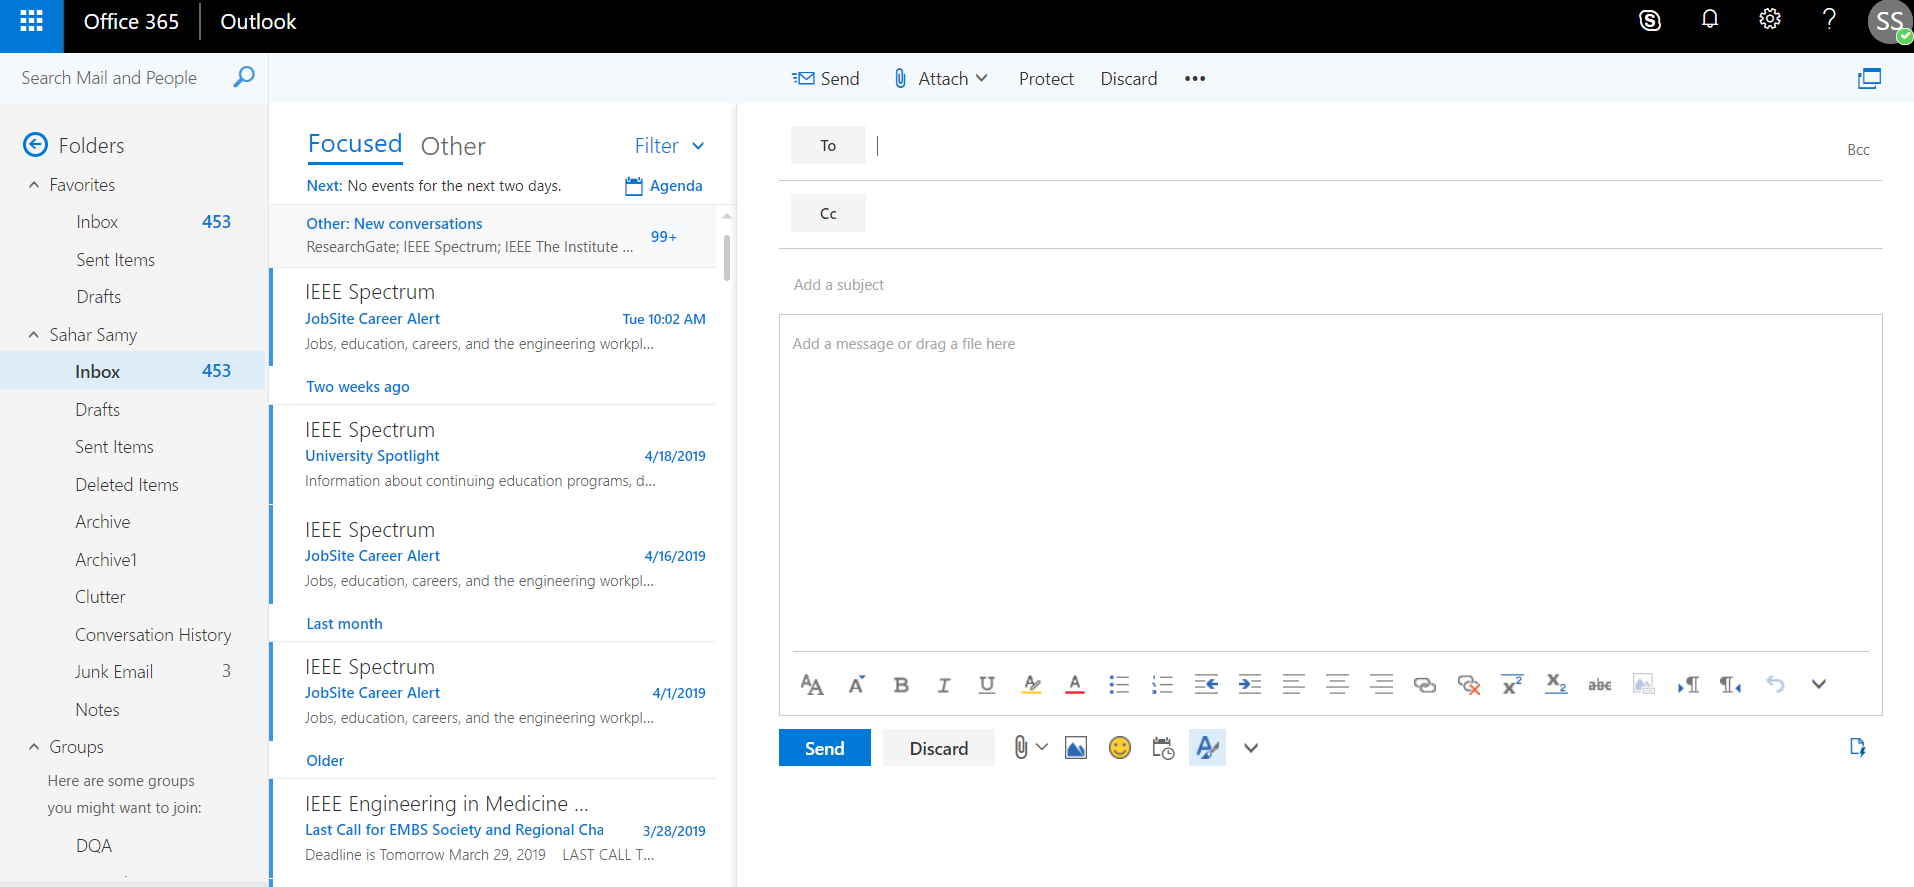 Office 365
Outlook
SS
Search Mail and People
Send
Attach
Protect
Discard
Folders
Favorites
Inbox 453
Sent Items
Drafts
Sahar Samy
Inbox 453
Drafts
Sent Items
Deleted Items
Archive
Archive1
Clutter
Conversation History
Junk Email 3
Notes
Groups
Here are some groups
you might want to join:
DQA
Focused Other Filter
Next: No events for the next two days. Agenda
Other: New conversations
ResearchGate; IEEE Spectrum; IEEE The Institute ... 99+
IEEE Spectrum
JobSite Career Alert Tue 10:02 AM
Jobs, education, careers, and the engineering workpl...
Two weeks ago
IEEE Spectrum
University Spotlight 4/18/2019
Information about continuing education programs, d...
IEEE Spectrum
JobSite Career Alert 4/16/2019
Jobs, education, careers, and the engineering workpl...
Last month
IEEE Spectrum
JobSite Career Alert 4/1/2019
Jobs, education, careers, and the engineering workpl...
Older
IEEE Engineering in Medicine ...
Last Call for EMBS Society and Regional Cha 3/28/2019
Deadline is Tomorrow March 29, 2019 LAST CALL T...
To
Bcc
Cc
Add a subject
Add a message or drag a file here
AA A B I U A A x² X₂ abc
Send Discard